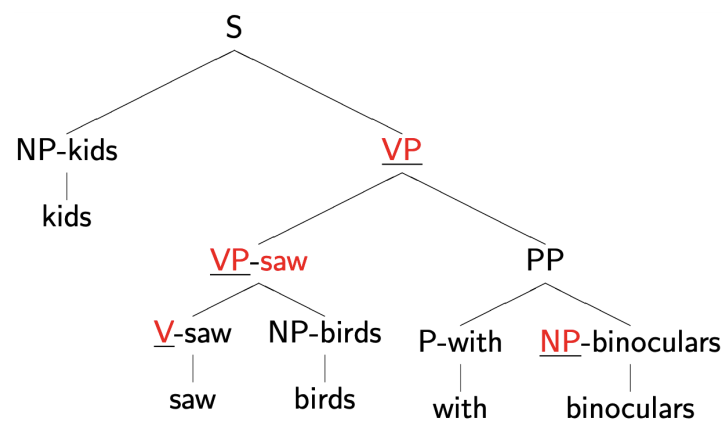 S
NP-kids VP
kids
VP-saw PP
V-saw NP-birds P-with NP-binoculars
saw birds with binoculars